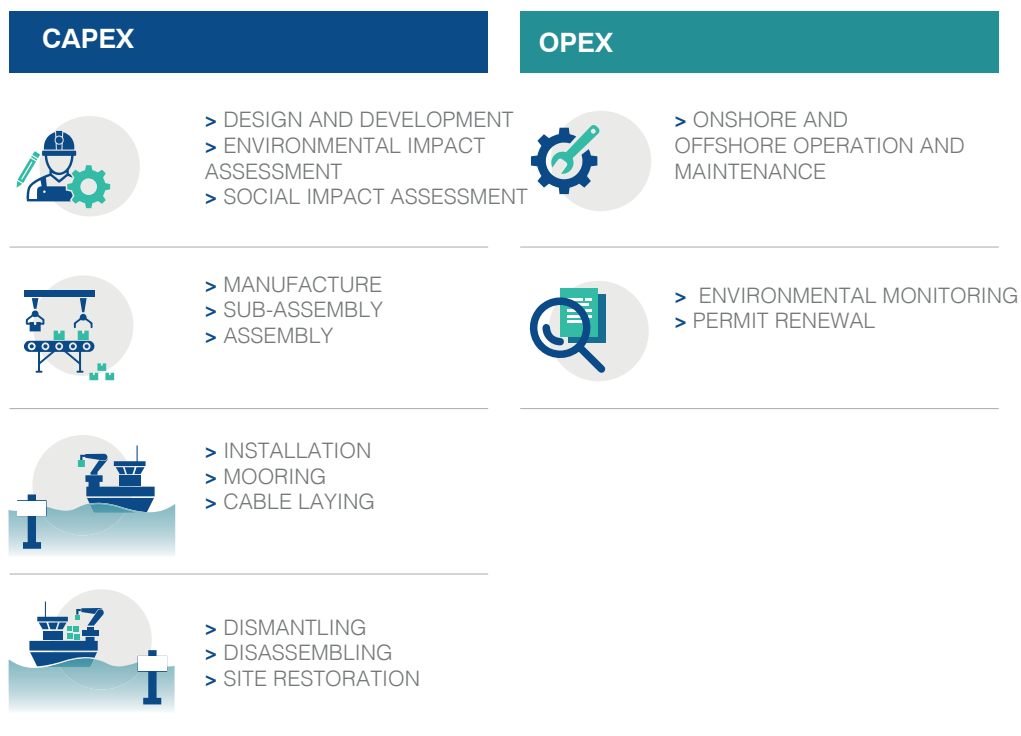 CAPEX
> DESIGN AND DEVELOPMENT
> ENVIRONMENTAL IMPACT
ASSESSMENT
> SOCIAL IMPACT ASSESSMENT
> MANUFACTURE
> SUB-ASSEMBLY
> ASSEMBLY
> INSTALLATION
> MOORING
> CABLE LAYING
> DISMANTLING
> DISASSEMBLING
> SITE RESTORATION
OPEX
> ONSHORE AND
OFFSHORE OPERATION AND
MAINTENANCE
> ENVIRONMENTAL MONITORING
> PERMIT RENEWAL